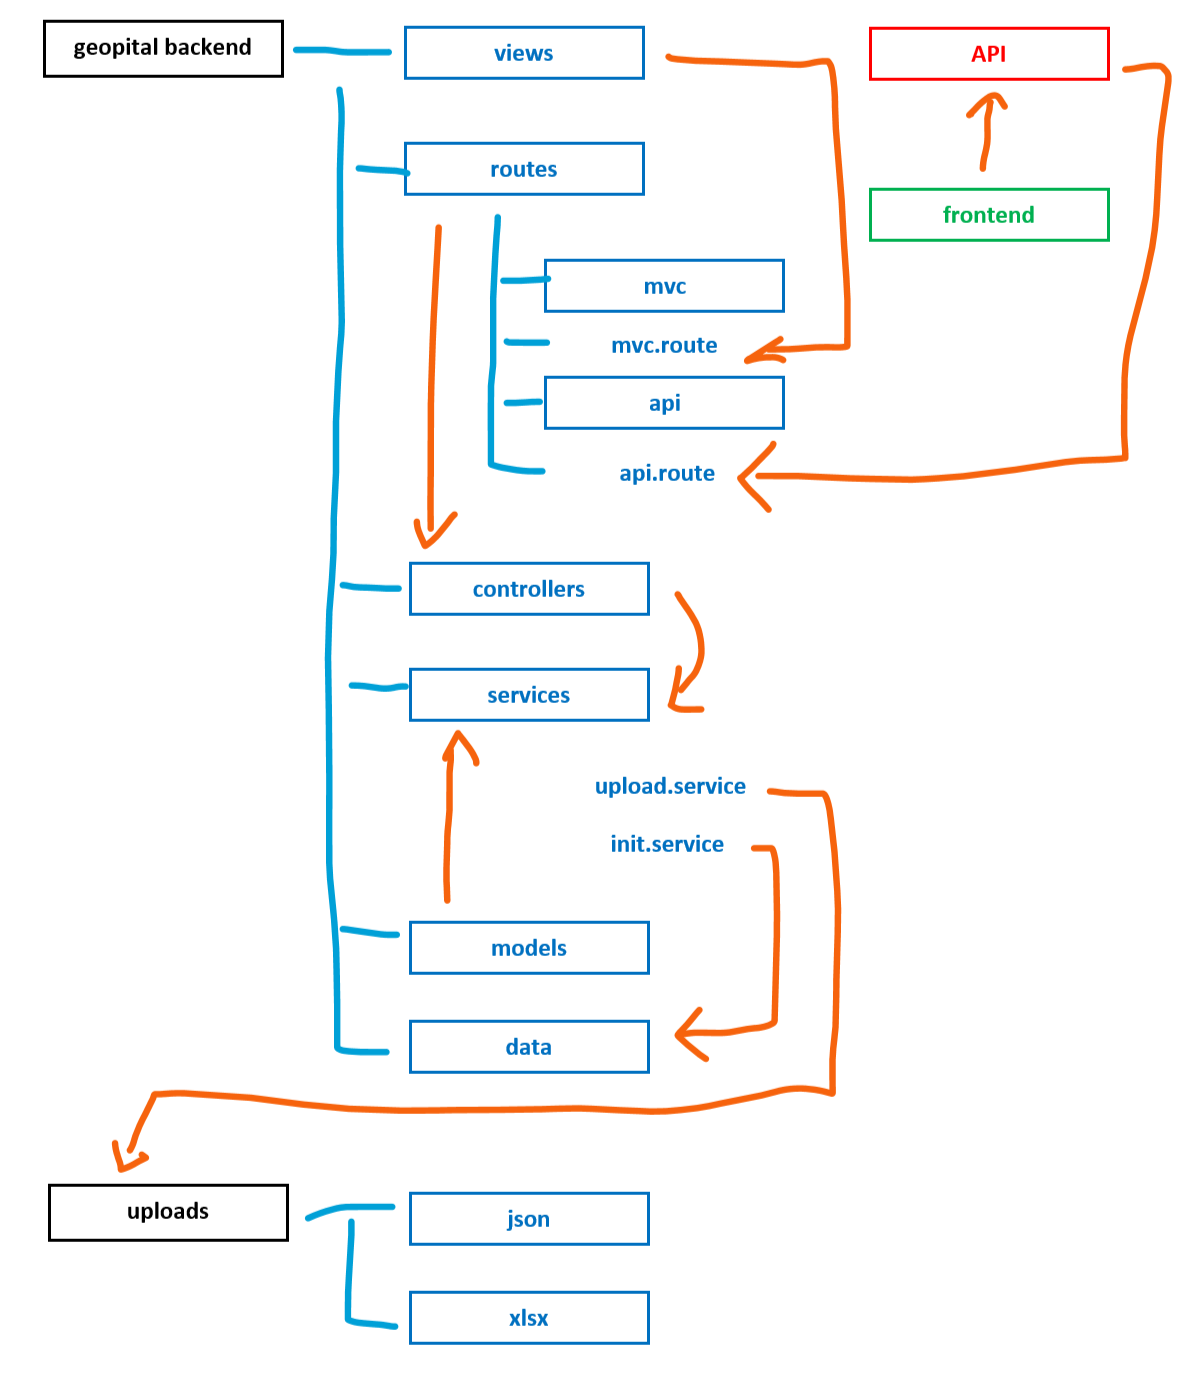 geopital backend
views
API
routes
frontend
mvc
mvc.route
api
api.route
controllers
services
upload.service
init.service
models
data
uploads
json
xlsx